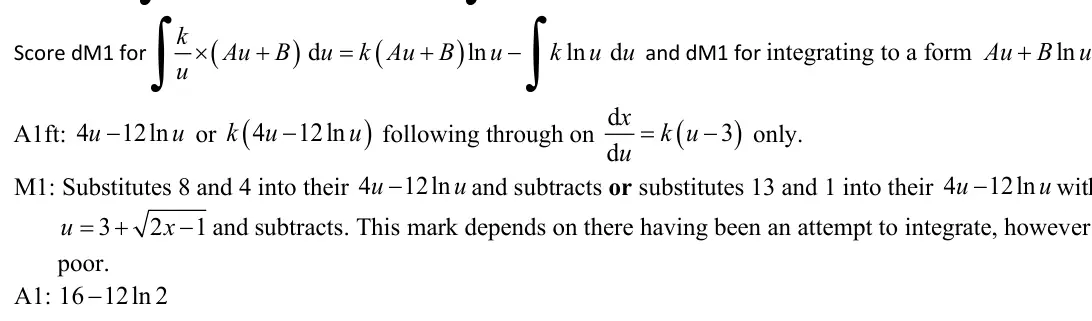 Score dM1 for ∫ k/u × (Au + B) du = k(Au + B) ln u − ∫ k ln u du and dM1 for integrating to a form Au + B ln u
A1ft: 4u − 12 ln u or k(4u − 12 ln u) following through on dx/du = k(u − 3) only.
M1: Substitutes 8 and 4 into their 4u − 12 ln u and subtracts or substitutes 13 and 1 into their 4u − 12 ln u with
u = 3 + √(2x − 1) and subtracts. This mark depends on there having been an attempt to integrate, however
poor.
A1: 16 − 12 ln 2